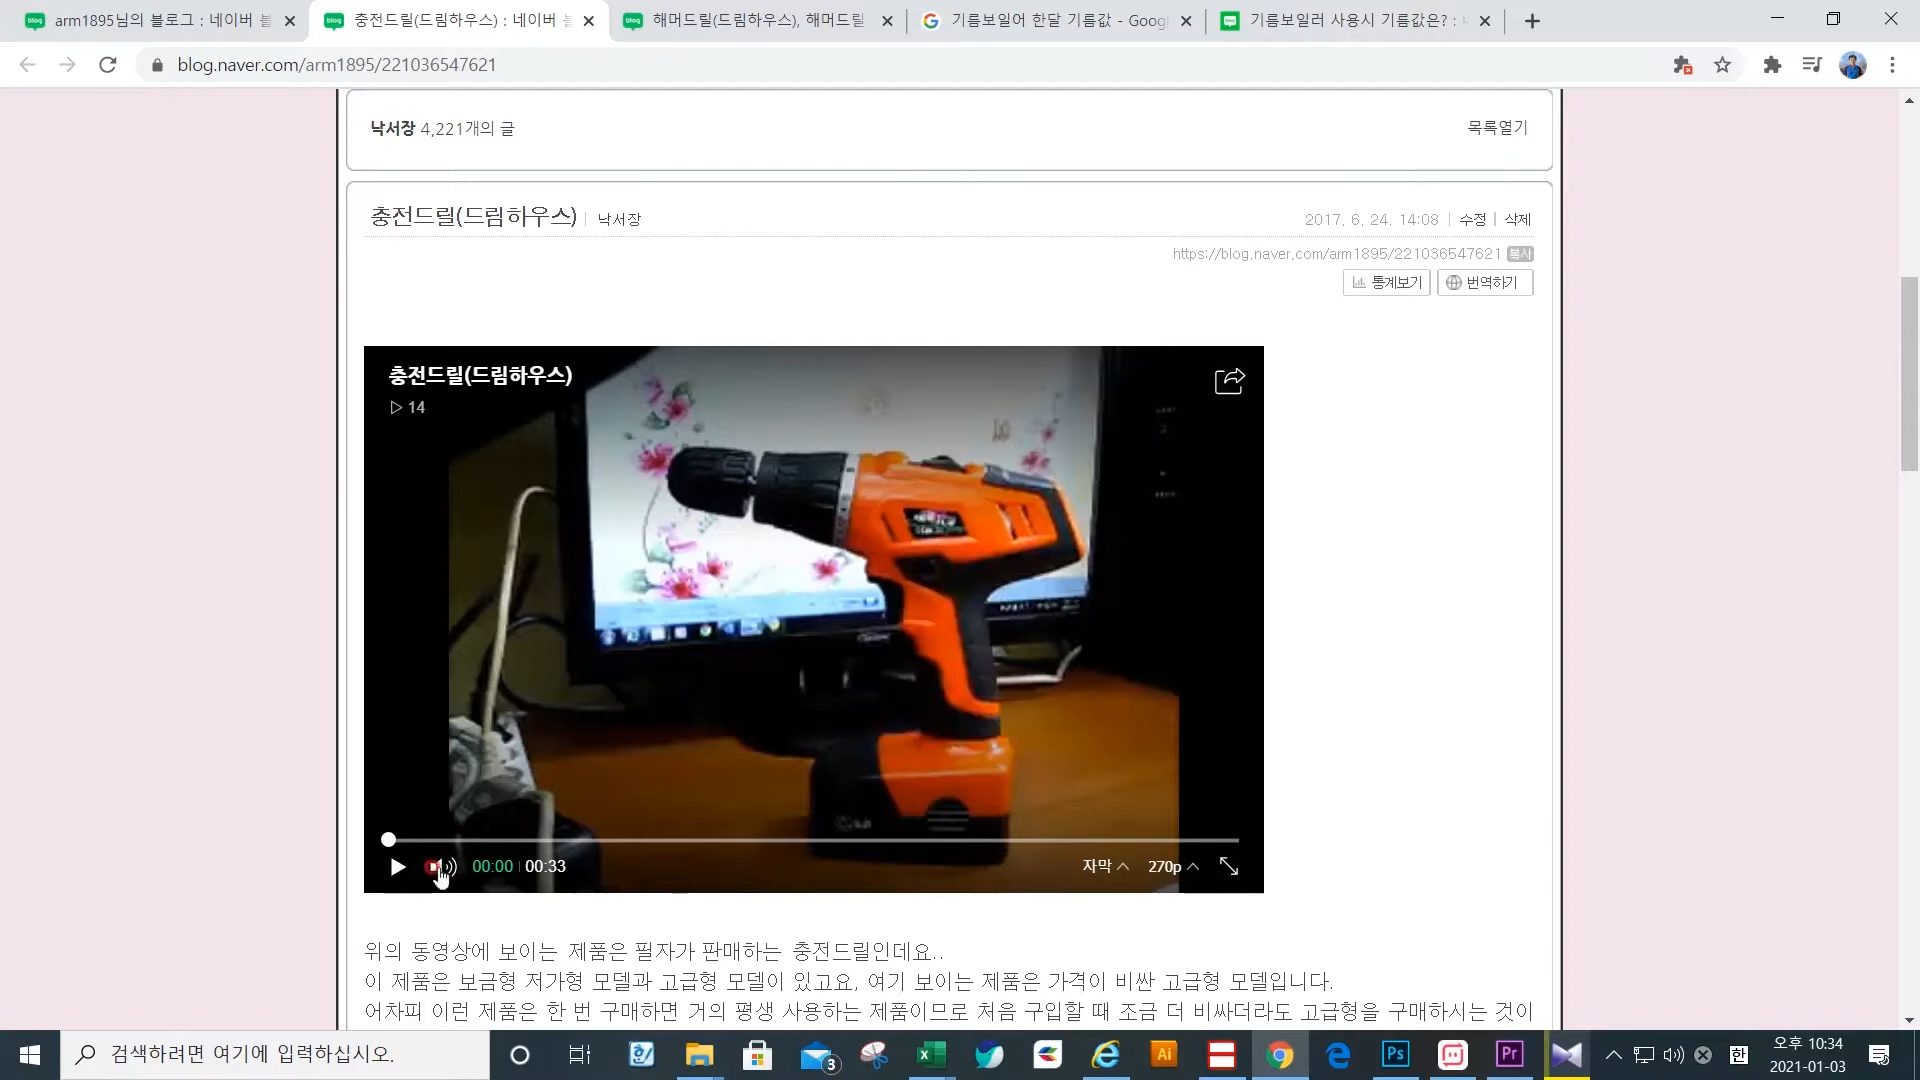 arm1895님의 블로그 : 네이버 블
충전드릴(드림하우스) : 네이버 블
해머드릴(드림하우스), 해머드릴
기름보일어 한달 기름값 - Goog
기름보일러 사용시 기름값은? :
blog.naver.com/arm1895/221036547621
낙서장 4,221개의 글
목록열기
충전드릴(드림하우스) | 낙서장
2017. 6. 24. 14:08 | 수정 | 삭제
https://blog.naver.com/arm1895/221036547621 복사
통계보기
번역하기
충전드릴(드림하우스)
14
00:00 | 00:33
자막
270p
위의 동영상에 보이는 제품은 필자가 판매하는 충전드릴인데요..
이 제품은 보금형 저가형 모델과 고급형 모델이 있고요, 여기 보이는 제품은 가격이 비싼 고급형 모델입니다.
어차피 이런 제품은 한 번 구매하면 거의 평생 사용하는 제품이므로 처음 구입할 때 조금 더 비싸더라도 고급형을 구매하시는 것이
검색하려면 여기에 입력하십시오.
3
Ai
Ps
Pr
한
오후 10:34
2021-01-03